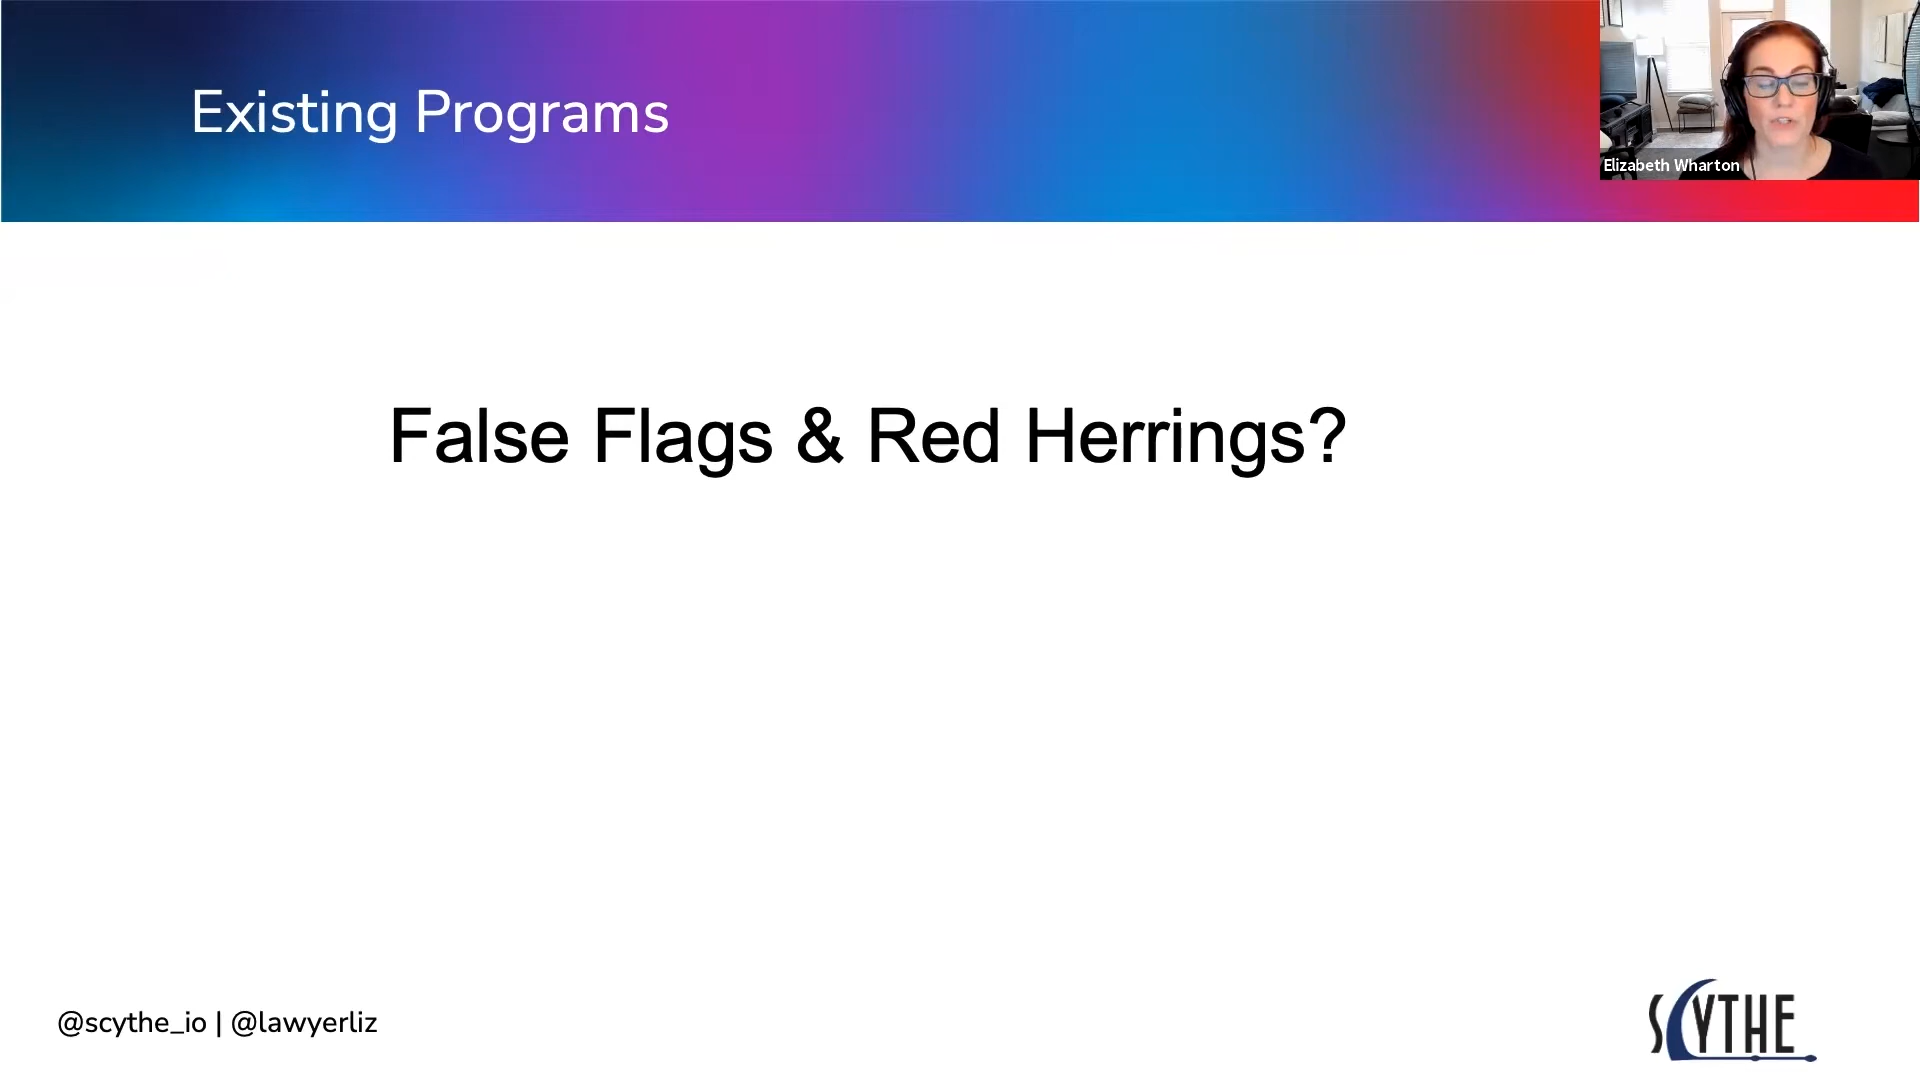 Existing Programs
Elizabeth Wharton
False Flags & Red Herrings?
@scythe_io | @lawyerliz
SCYTHE